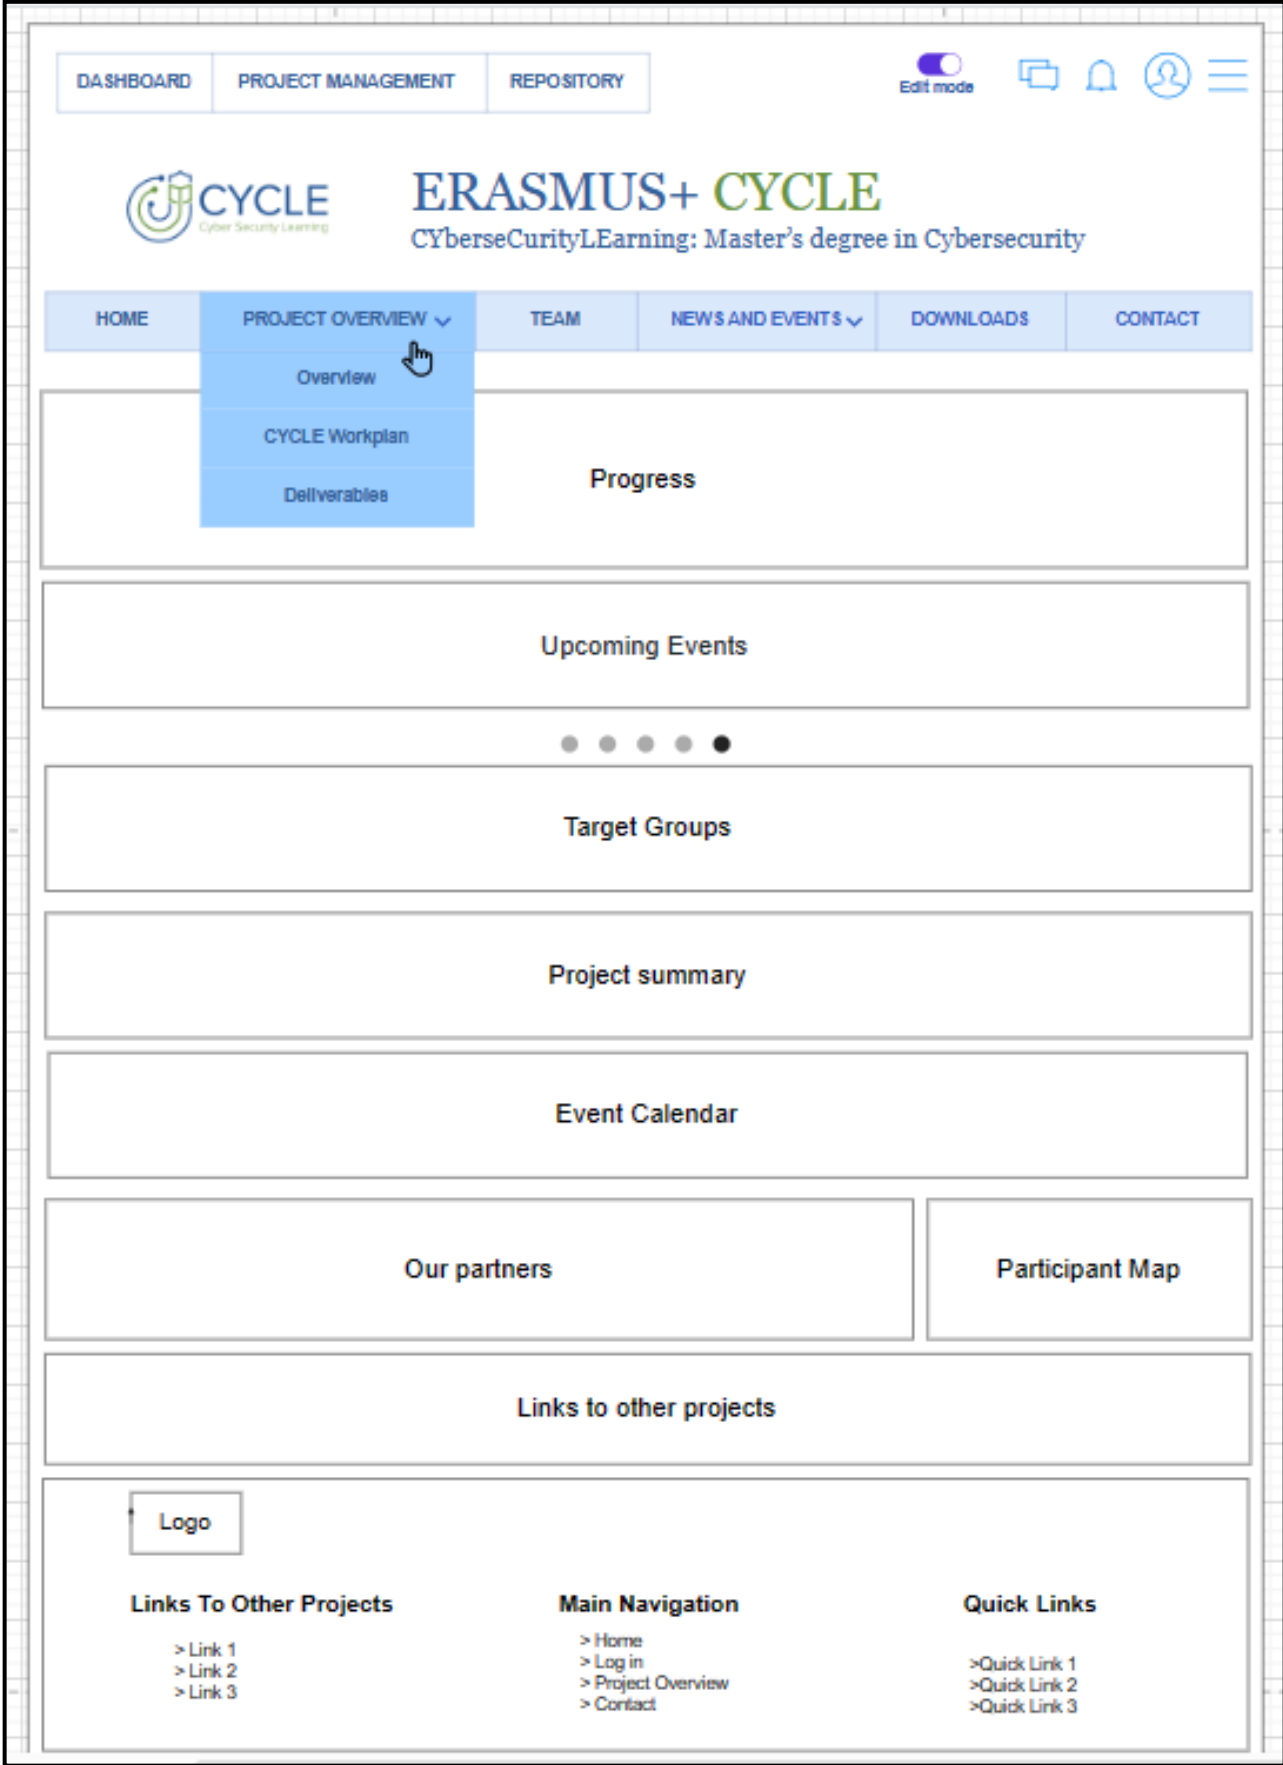 DASHBOARD PROJECT MANAGEMENT REPOSITORY
Edit mode
CYCLE
Cyber Security Learning
ERASMUS+ CYCLE
CYberseCurityLEarning: Master's degree in Cybersecurity
HOME PROJECT OVERVIEW TEAM NEWS AND EVENTS DOWNLOADS CONTACT
Overview
CYCLE Workplan
Deliverables
Progress
Upcoming Events
Target Groups
Project summary
Event Calendar
Our partners Participant Map
Links to other projects
Logo
Links To Other Projects
> Link 1
> Link 2
> Link 3
Main Navigation
> Home
> Log in
> Project Overview
> Contact
Quick Links
>Quick Link 1
>Quick Link 2
>Quick Link 3